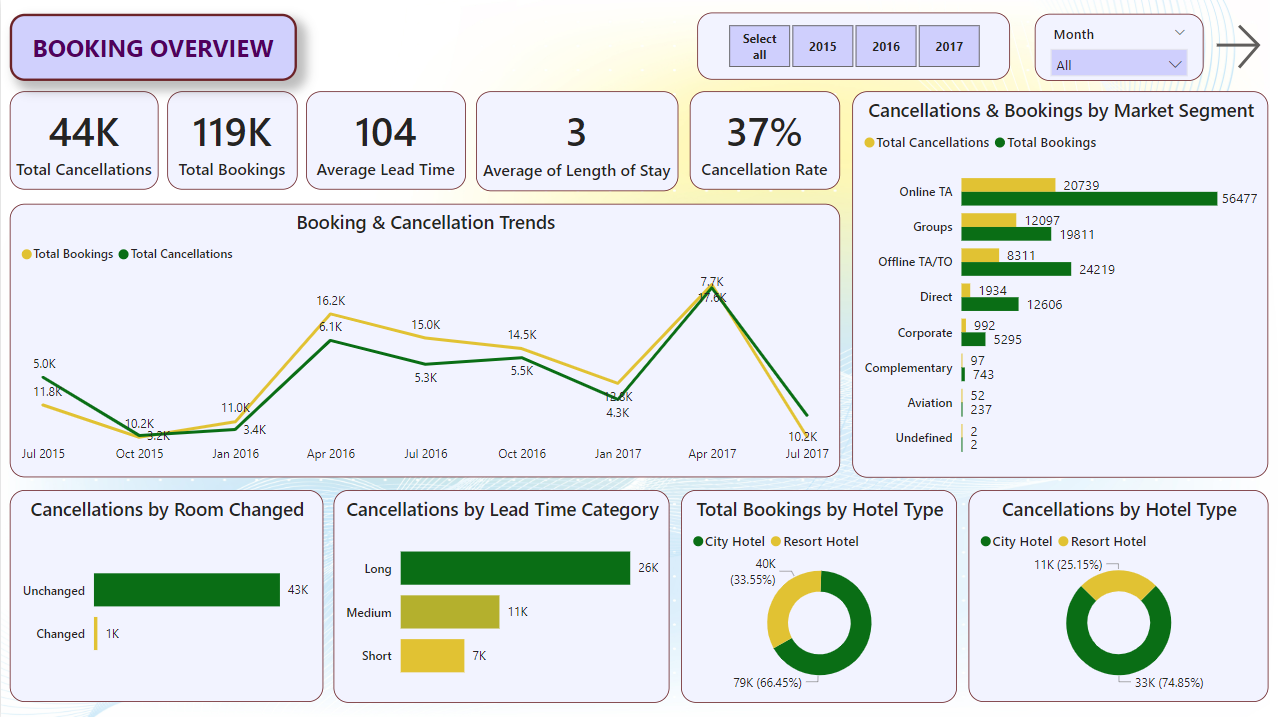 BOOKING OVERVIEW
Select all
2015
2016
2017
Month
All
44K
Total Cancellations
119K
Total Bookings
104
Average Lead Time
3
Average of Length of Stay
37%
Cancellation Rate
Cancellations & Bookings by Market Segment
Total Cancellations Total Bookings
Online TA 20739
56477
Groups 12097
19811
Offline TA/TO 8311
24219
Direct 1934
12606
Corporate 992
5295
Complementary 97
743
Aviation 52
237
Undefined 2
2
Booking & Cancellation Trends
Total Bookings Total Cancellations
5.0K
11.8K
10.2K
3.2K
11.0K
3.4K
16.2K
6.1K
15.0K
5.3K
14.5K
5.5K
12.8K
4.3K
7.7K
17.6K
10.2K
Jul 2015 Oct 2015 Jan 2016 Apr 2016 Jul 2016 Oct 2016 Jan 2017 Apr 2017 Jul 2017
Cancellations by Room Changed
Unchanged 43K
Changed 1K
Cancellations by Lead Time Category
Long 26K
Medium 11K
Short 7K
Total Bookings by Hotel Type
City Hotel Resort Hotel
40K
(33.55%)
79K (66.45%)
Cancellations by Hotel Type
City Hotel Resort Hotel
11K (25.15%)
33K (74.85%)